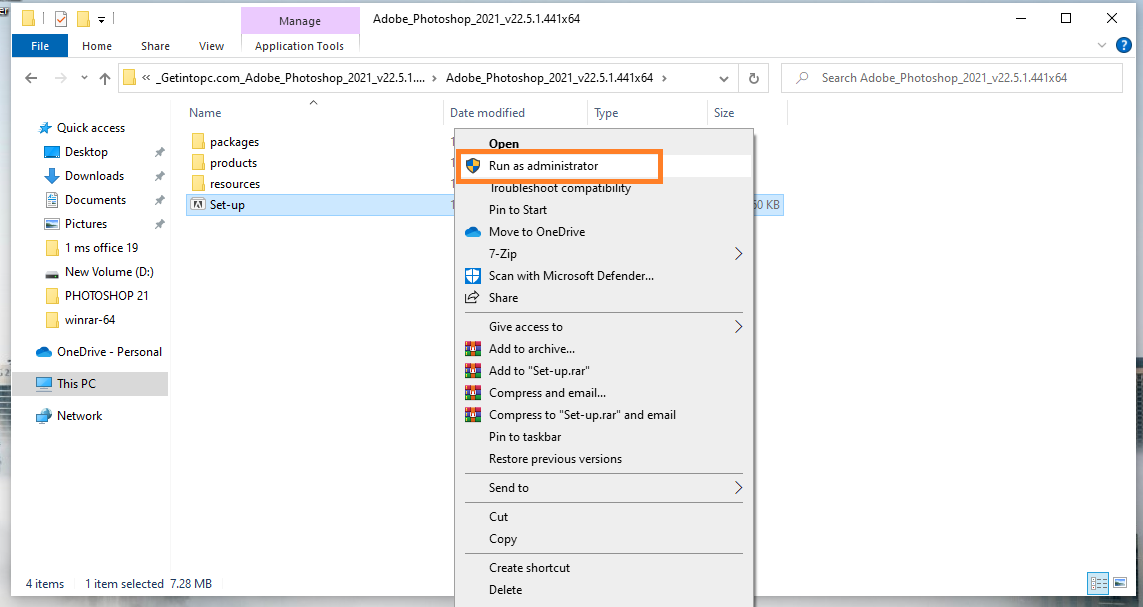 Manage
Adobe_Photoshop_2021_v22.5.1.441x64
File
Home
Share
View
Application Tools
« _Getintopc.com_Adobe_Photoshop_2021_v22.5.1.... > Adobe_Photoshop_2021_v22.5.1.441x64 >
Search Adobe_Photoshop_2021_v22.5.1.441x64
Name
Date modified
Type
Size
Quick access
Desktop
Downloads
Documents
Pictures
1 ms office 19
New Volume (D:)
PHOTOSHOP 21
winrar-64
OneDrive - Personal
This PC
Network
packages
products
resources
Set-up
KB
Open
Run as administrator
Troubleshoot compatibility
Pin to Start
Move to OneDrive
7-Zip
Scan with Microsoft Defender...
Share
Give access to
Add to archive...
Add to "Set-up.rar"
Compress and email...
Compress to "Set-up.rar" and email
Pin to taskbar
Restore previous versions
Send to
Cut
Copy
Create shortcut
Delete
4 items
1 item selected 7.28 MB